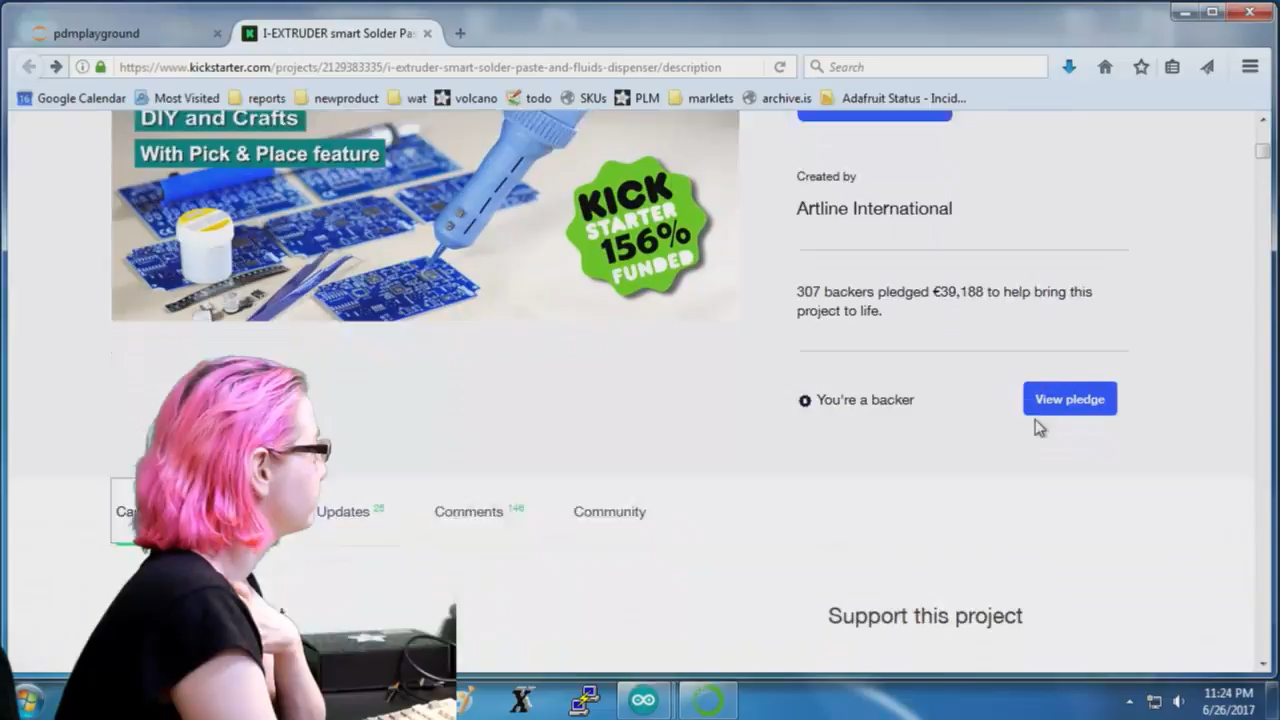 pdmplayground
I-EXTRUDER smart Solder Pa
https://www.kickstarter.com/projects/2129383335/i-extruder-smart-solder-paste-and-fluids-dispenser/description
Search
16 Google Calendar
Most Visited
reports
newproduct
wat
volcano
todo
SKUs
PLM
marklets
archive.is
Adafruit Status - Incid...
DIY and Crafts
With Pick & Place feature
KICK
STARTER
156%
FUNDED
Created by
Artline International
307 backers pledged €39,188 to help bring this
project to life.
You're a backer
View pledge
Ca
Updates 26
Comments 146
Community
Support this project
11:24 PM
6/26/2017